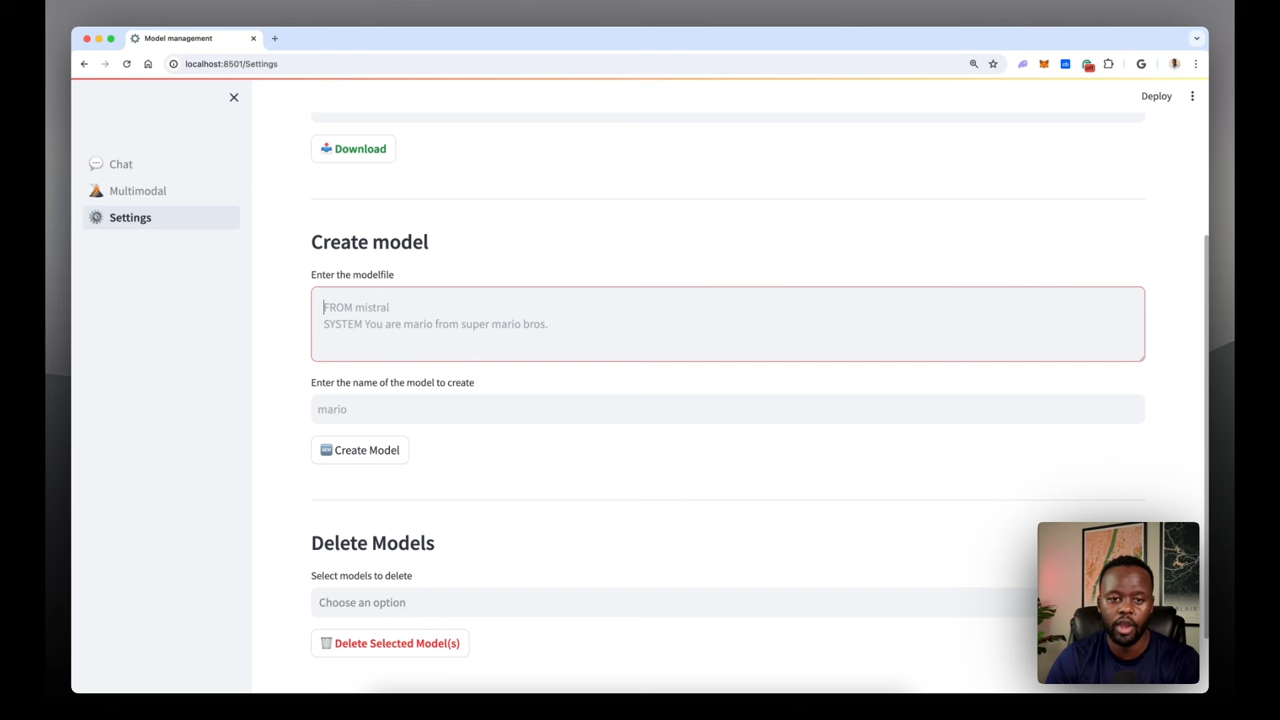 Model management
localhost:8501/Settings
Deploy
Chat
Multimodal
Settings
Download
Create model
Enter the modelfile
FROM mistral
SYSTEM You are mario from super mario bros.
Enter the name of the model to create
mario
Create Model
Delete Models
Select models to delete
Choose an option
Delete Selected Model(s)